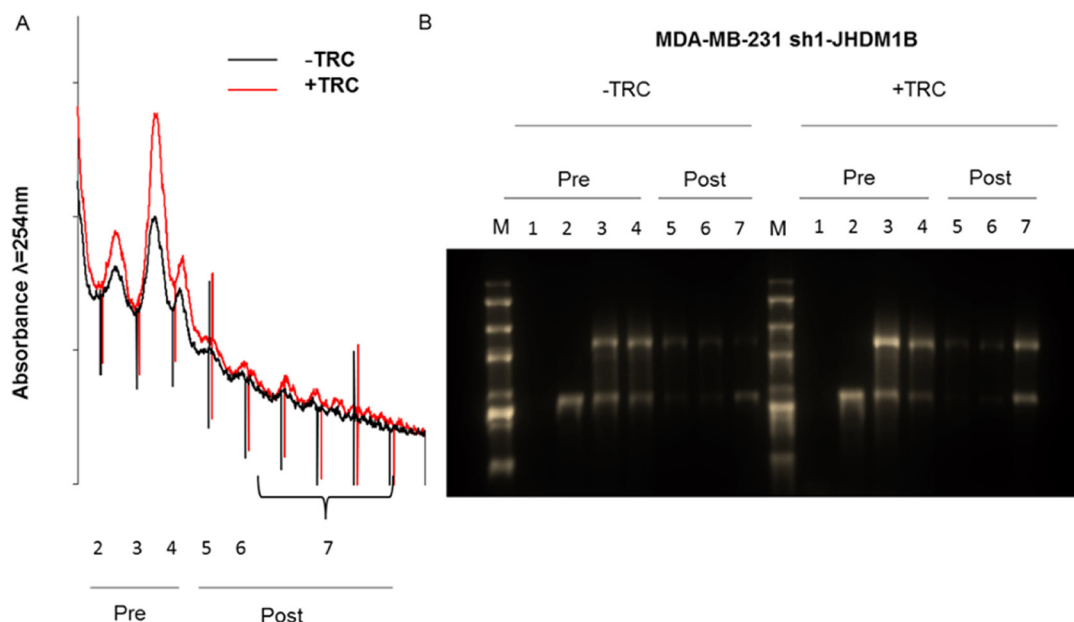 A
-TRC
+TRC
Absorbance λ=254nm
2 3 4 5 6 7
Pre Post
B
MDA-MB-231 sh1-JHDM1B
-TRC +TRC
Pre Post Pre Post
M 1 2 3 4 5 6 7 M 1 2 3 4 5 6 7